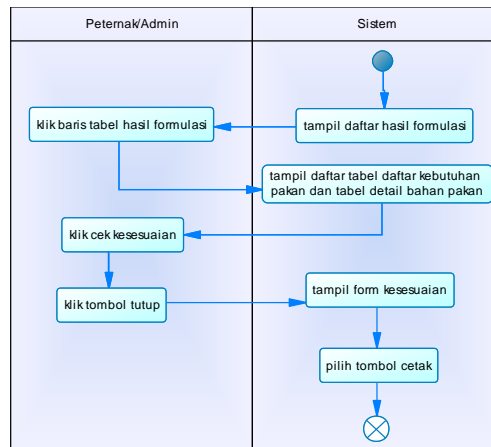 Peternak/Admin
Sistem
tampil daftar hasil formulasi
klik baris tabel hasil formulasi
tampil daftar tabel daftar kebutuhan
pakan dan tabel detail bahan pakan
klik cek kesesuaian
klik tombol tutup
tampil form kesesuaian
pilih tombol cetak